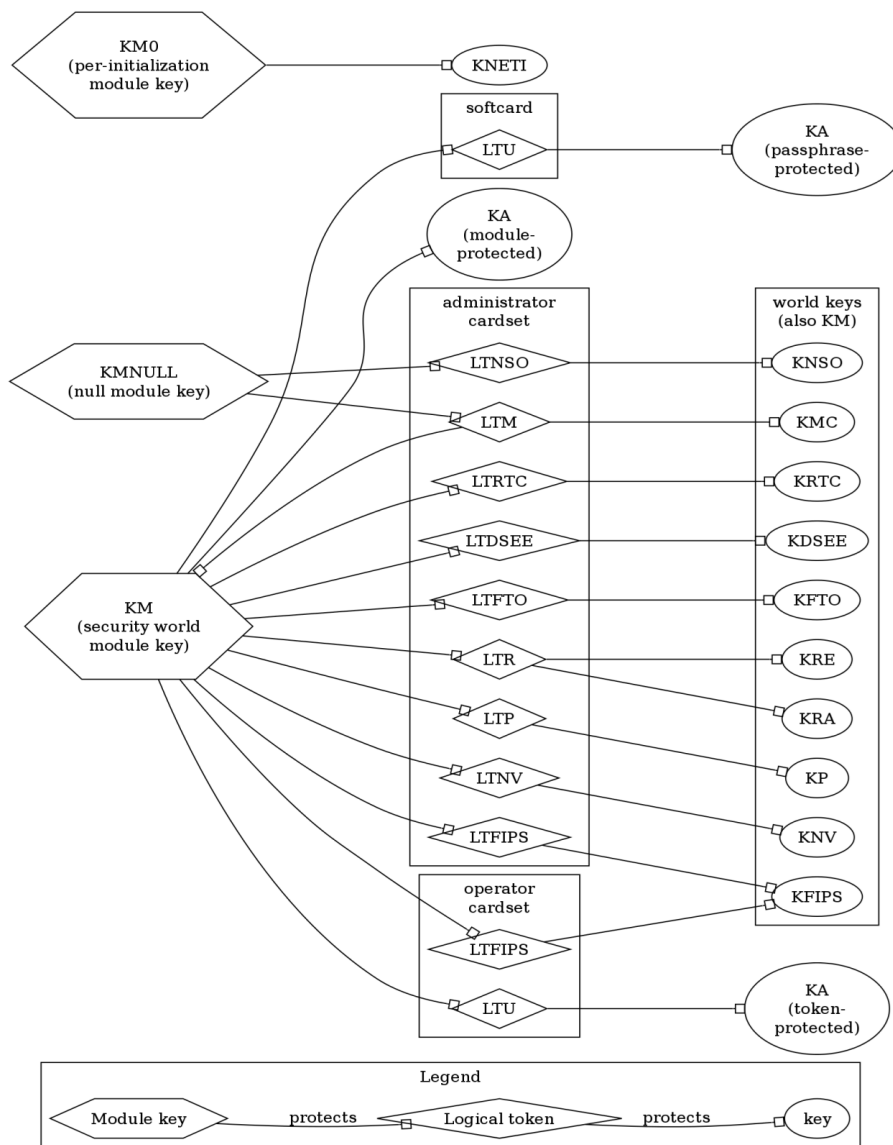 KM0
(per-initialization
module key)
KNETI
softcard
LTU
KA
(passphrase-
protected)
KA
(module-
protected)
administrator
cardset
world keys
(also KM)
KMNULL
(null module key)
LTNSO
KNSO
LTM
KMC
LTRTC
KRTC
LTDSEE
KDSEE
KM
(security world
module key)
LTFTO
KFTO
LTR
KRE
KRA
LTP
KP
LTNV
KNV
LTFIPS
KFIPS
operator
cardset
LTFIPS
LTU
KA
(token-
protected)
Legend
Module key
protects
Logical token
protects
key